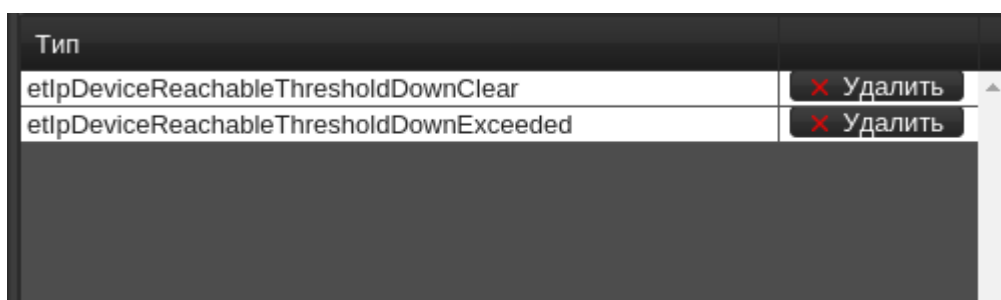 Тип
etIpDeviceReachableThresholdDownClear Удалить
etIpDeviceReachableThresholdDownExceeded Удалить